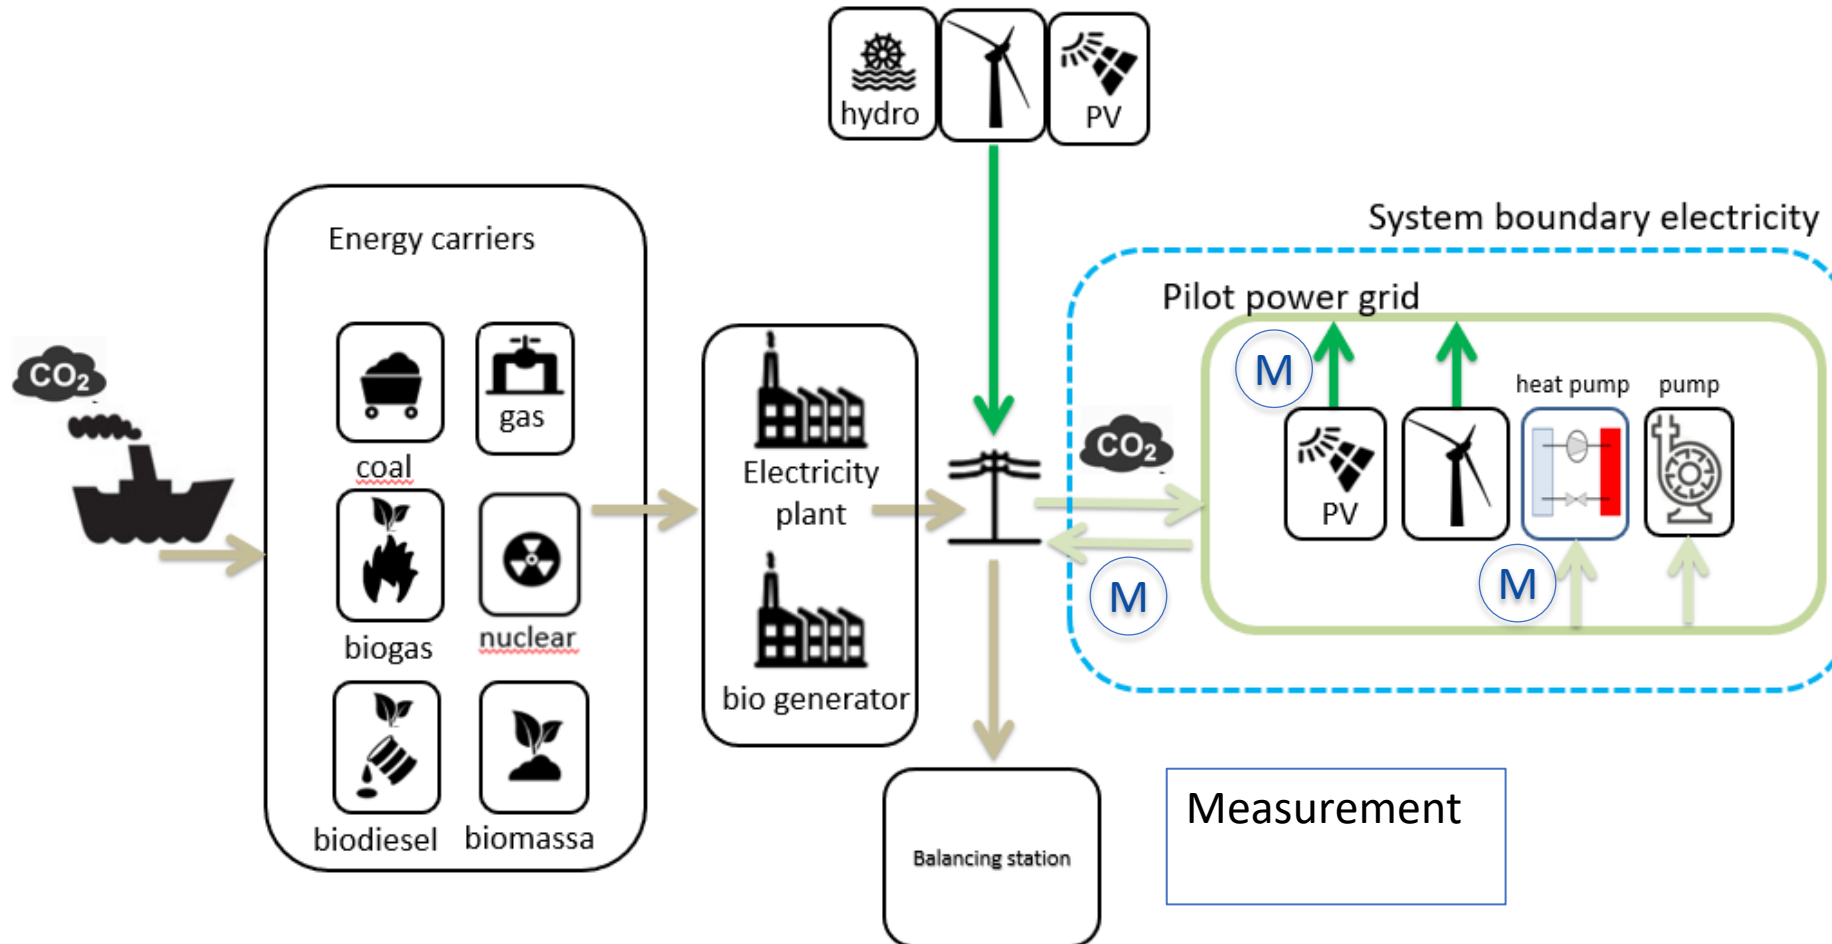 hydro
PV
System boundary electricity
Energy carriers
Pilot power grid
M
heat pump
pump
CO₂
gas
CO₂
coal
Electricity
plant
PV
M
M
biogas
nuclear
bio generator
biodiesel
biomassa
Measurement
Balancing station